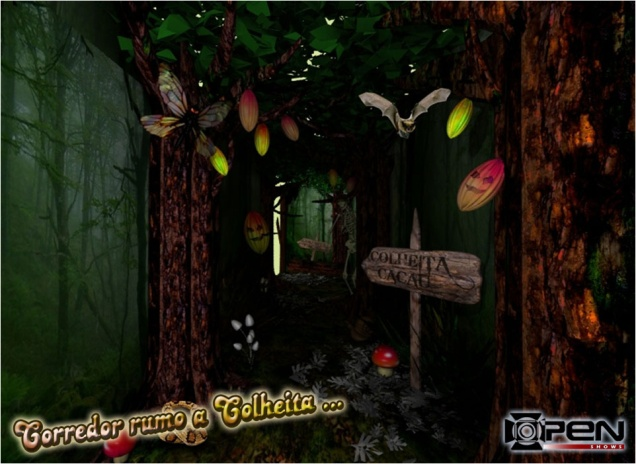 COLHEITA
CACAU
Corredor rumo a Colheita ...
OPEN
SHOWS